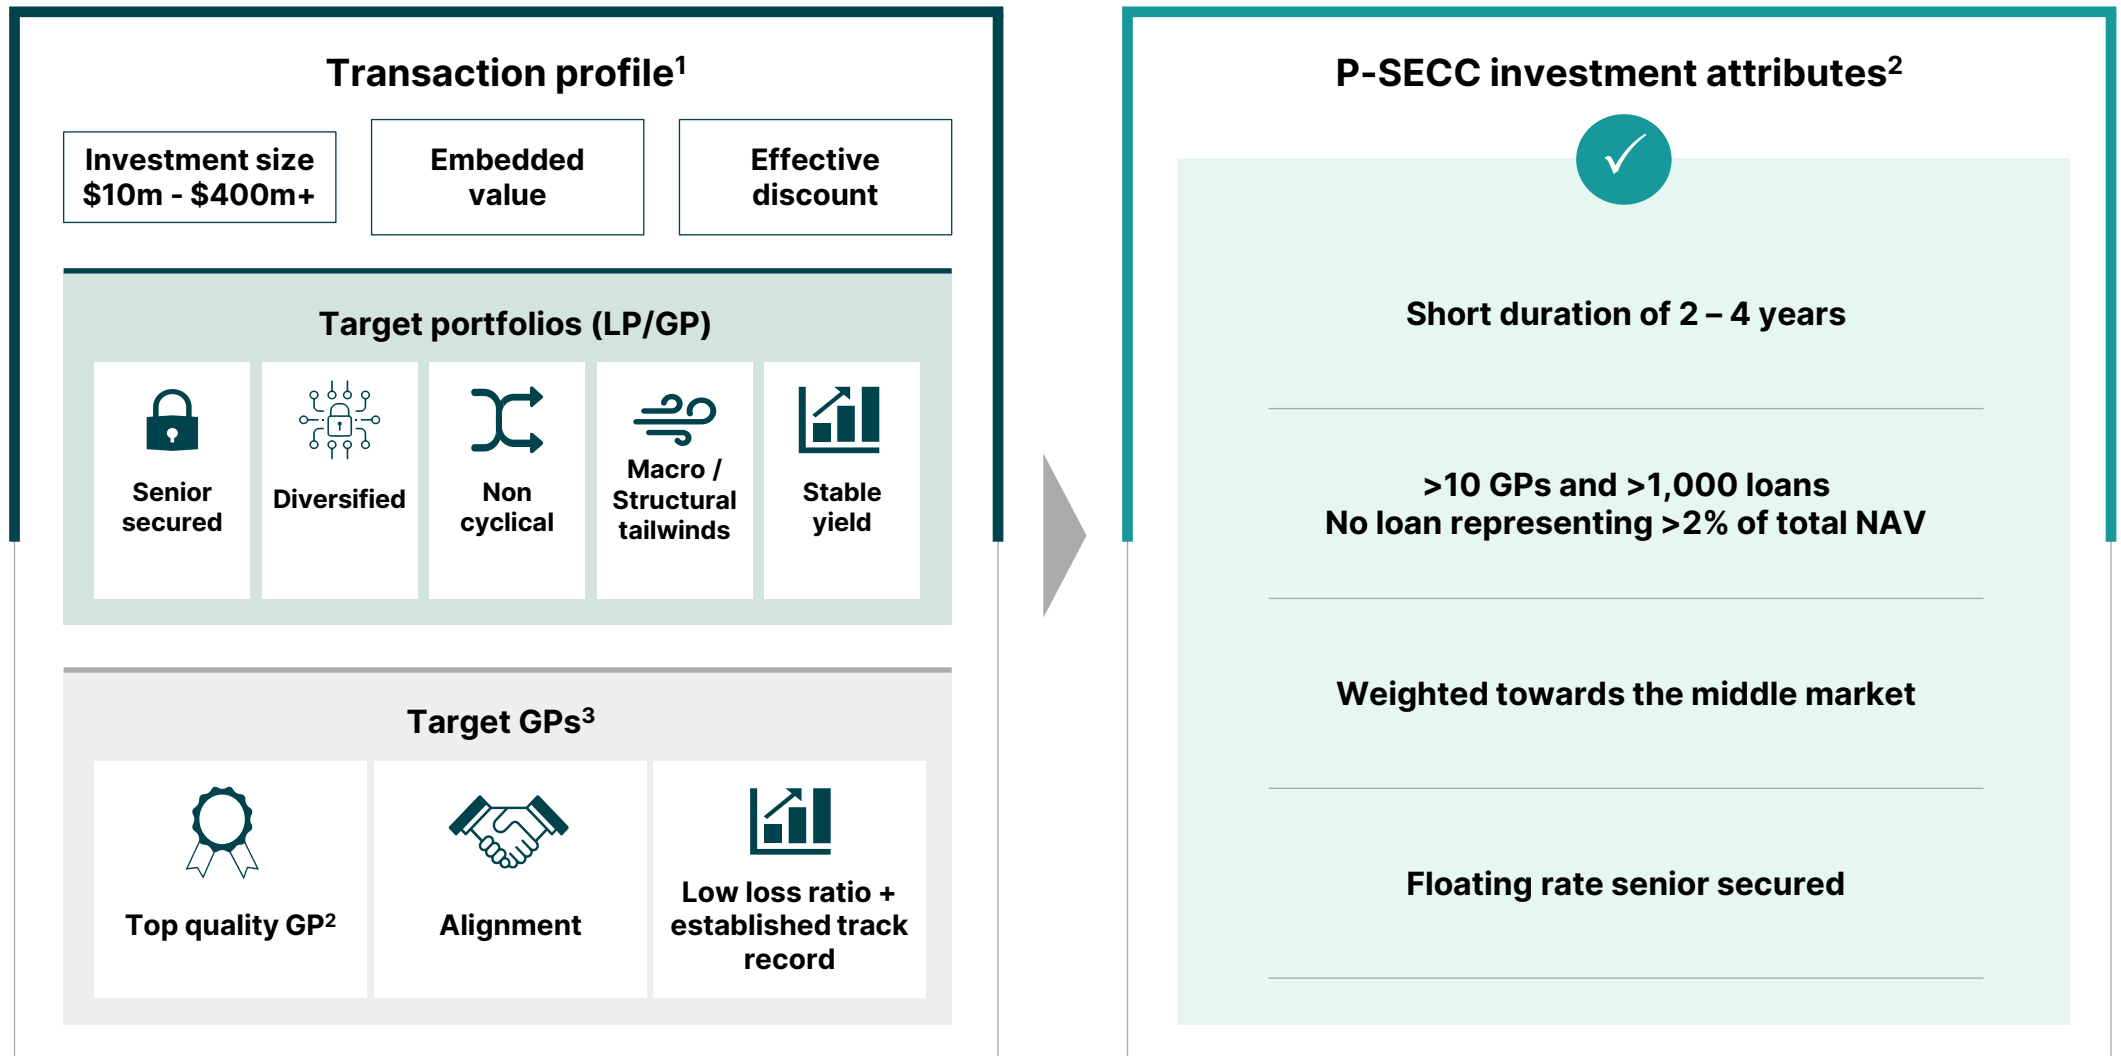 Transaction profile¹
Investment size
$10m - $400m+
Embedded
value
Effective
discount
Target portfolios (LP/GP)
Senior
secured
Diversified
Non
cyclical
Macro /
Structural
tailwinds
Stable
yield
Target GPs³
Top quality GP²
Alignment
Low loss ratio +
established track
record
P-SECC investment attributes²
Short duration of 2 – 4 years
>10 GPs and >1,000 loans
No loan representing >2% of total NAV
Weighted towards the middle market
Floating rate senior secured